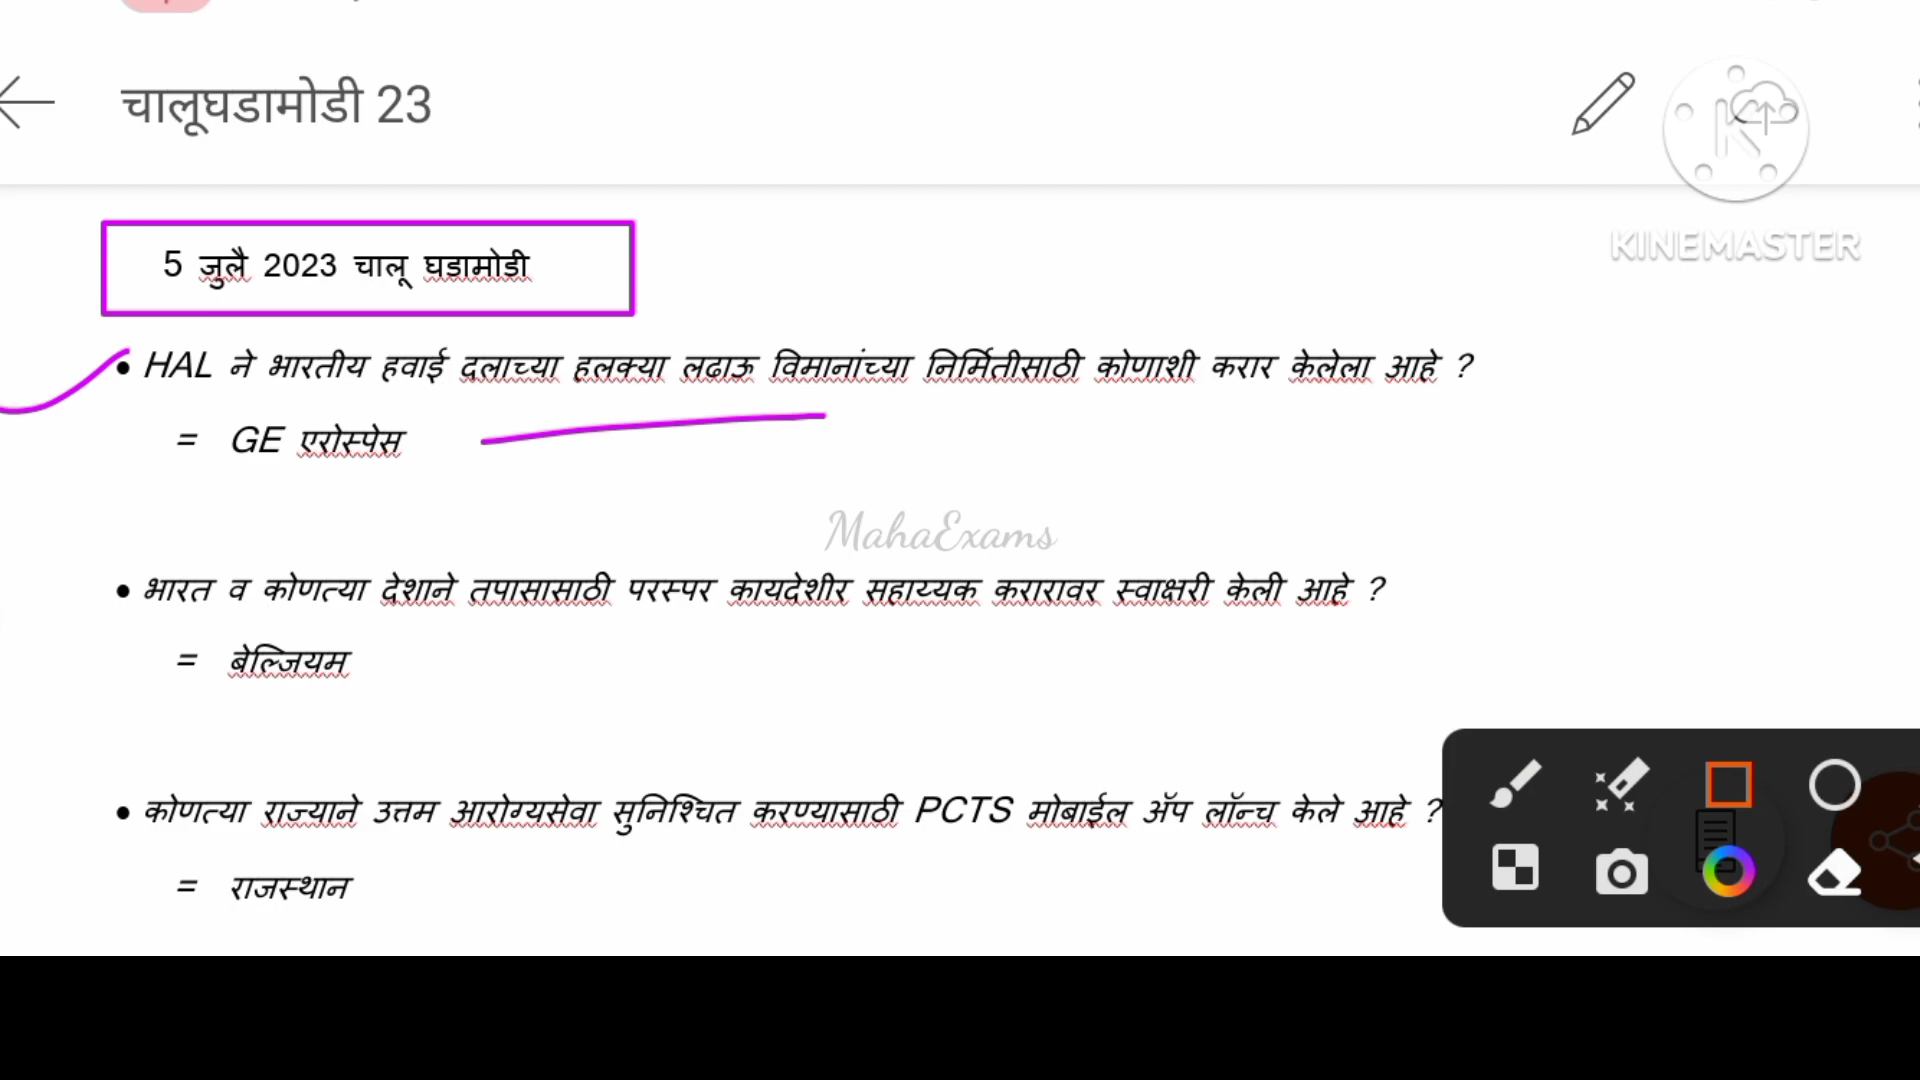 चालूघडामोडी 23
KINEMASTER
5 जुलै 2023 चालू घडामोडी
• HAL ने भारतीय हवाई दलाच्या हलक्या लढाऊ विमानांच्या निर्मितीसाठी कोणाशी करार केलेला आहे ?
= GE एरोस्पेस
MahaExams
• भारत व कोणत्या देशाने तपासासाठी परस्पर कायदेशीर सहाय्यक करारावर स्वाक्षरी केली आहे ?
= बेल्जियम
• कोणत्या राज्याने उत्तम आरोग्यसेवा सुनिश्चित करण्यासाठी PCTS मोबाईल ॲप लॉन्च केले आहे ?
= राजस्थान